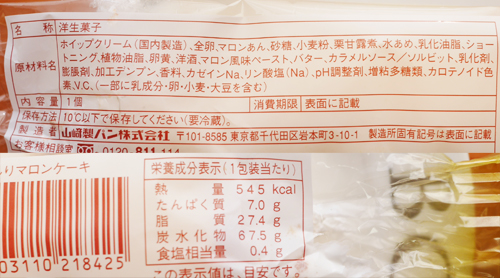 名称 洋生菓子
原材料名 ホイップクリーム(国内製造)、全卵、マロンあん、砂糖、小麦粉、栗甘露煮、水あめ、乳化油脂、ショー
トニング、植物油脂、卵黄、洋酒、マロン風味ペースト、バター、カラメルソース/ソルビット、乳化剤、
膨脹剤、加工デンプン、香料、カゼインNa、リン酸塩(Na)、pH調整剤、増粘多糖類、カロテノイド色
素、V.C、(一部に乳成分・卵・小麦・大豆を含む)
内容量 1個 消費期限 表面に記載
保存方法 10℃以下で保存してください(要冷蔵)。
製造者 山崎製パン株式会社 〒101-8585 東京都千代田区岩本町3-10-1 製造所固有記号は表面に記載
お客様相談室 0120-811-114
りマロンケーキ
03110 218425
栄養成分表示(1包装当たり)
熱量 545 kcal
たんぱく質 7.0 g
脂質 27.4 g
炭水化物 67.5 g
食塩相当量 0.4 g
この表示値は、目安です。